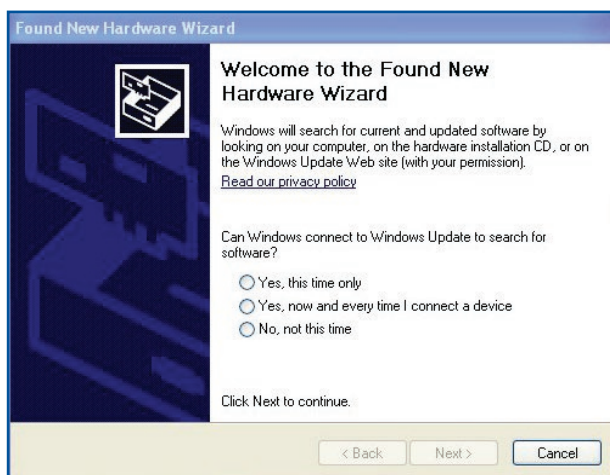 Found New Hardware Wizard
Welcome to the Found New
Hardware Wizard
Windows will search for current and updated software by
looking on your computer, on the hardware installation CD, or on
the Windows Update Web site (with your permission).
Read our privacy policy
Can Windows connect to Windows Update to search for
software?
Yes, this time only
Yes, now and every time I connect a device
No, not this time
Click Next to continue.
< Back
Next >
Cancel